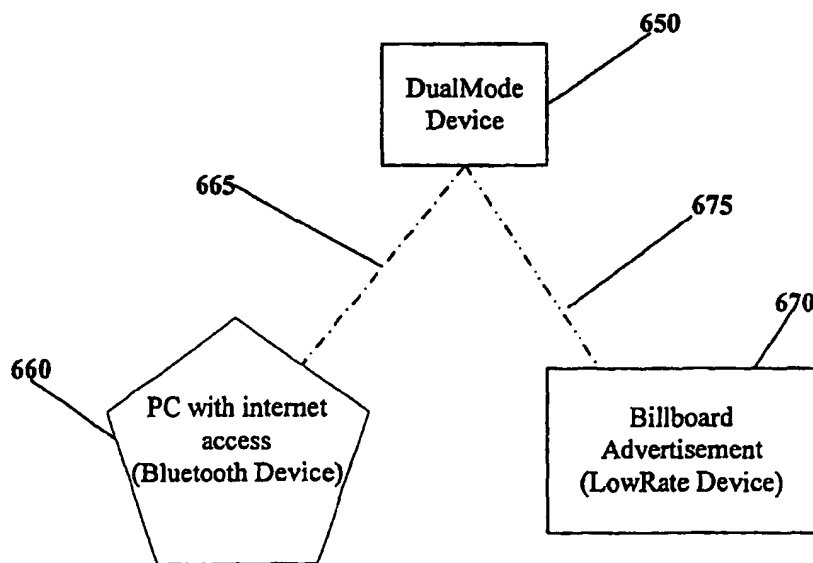 650
DualMode
Device
665
675
670
660
PC with internet
access
(Bluetooth Device)
Billboard
Advertisement
(LowRate Device)